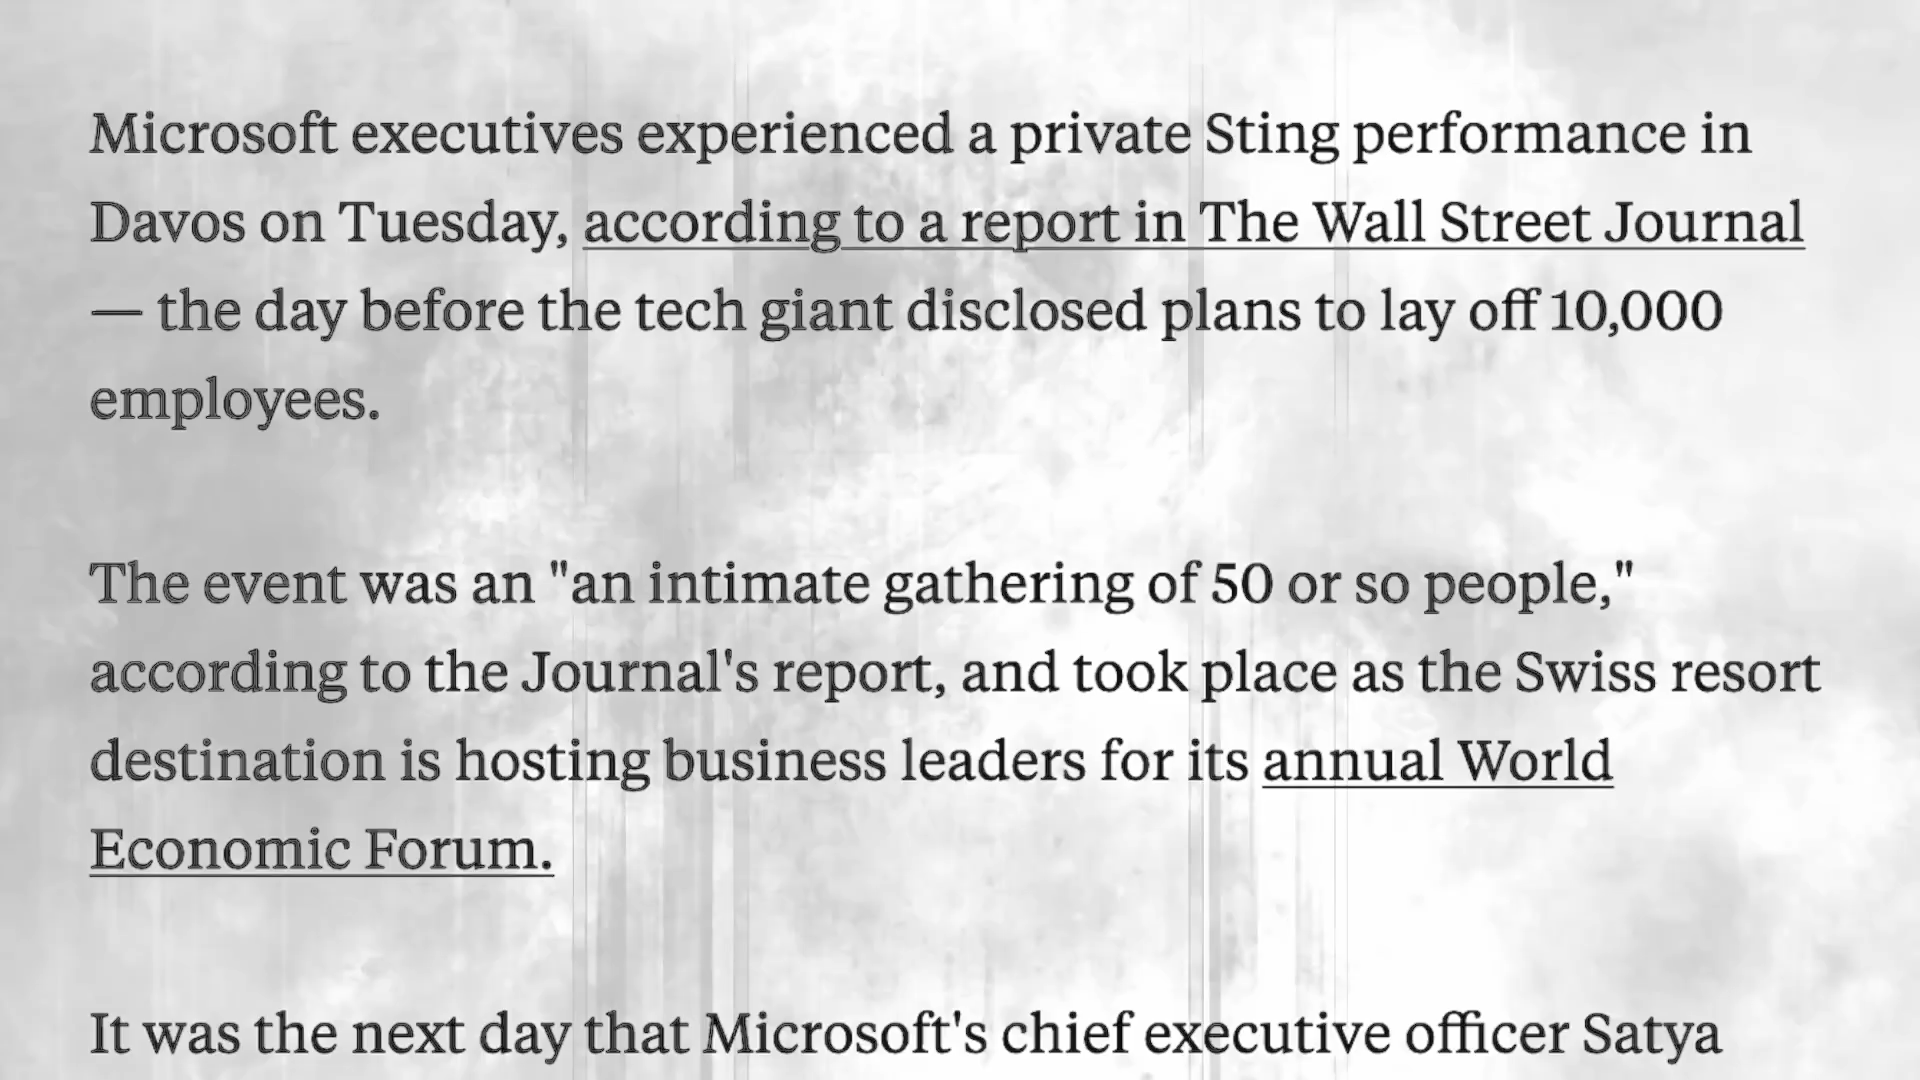 Microsoft executives experienced a private Sting performance in
Davos on Tuesday, according to a report in The Wall Street Journal
— the day before the tech giant disclosed plans to lay off 10,000
employees.
The event was an "an intimate gathering of 50 or so people,"
according to the Journal's report, and took place as the Swiss resort
destination is hosting business leaders for its annual World
Economic Forum.
It was the next day that Microsoft's chief executive officer Satya